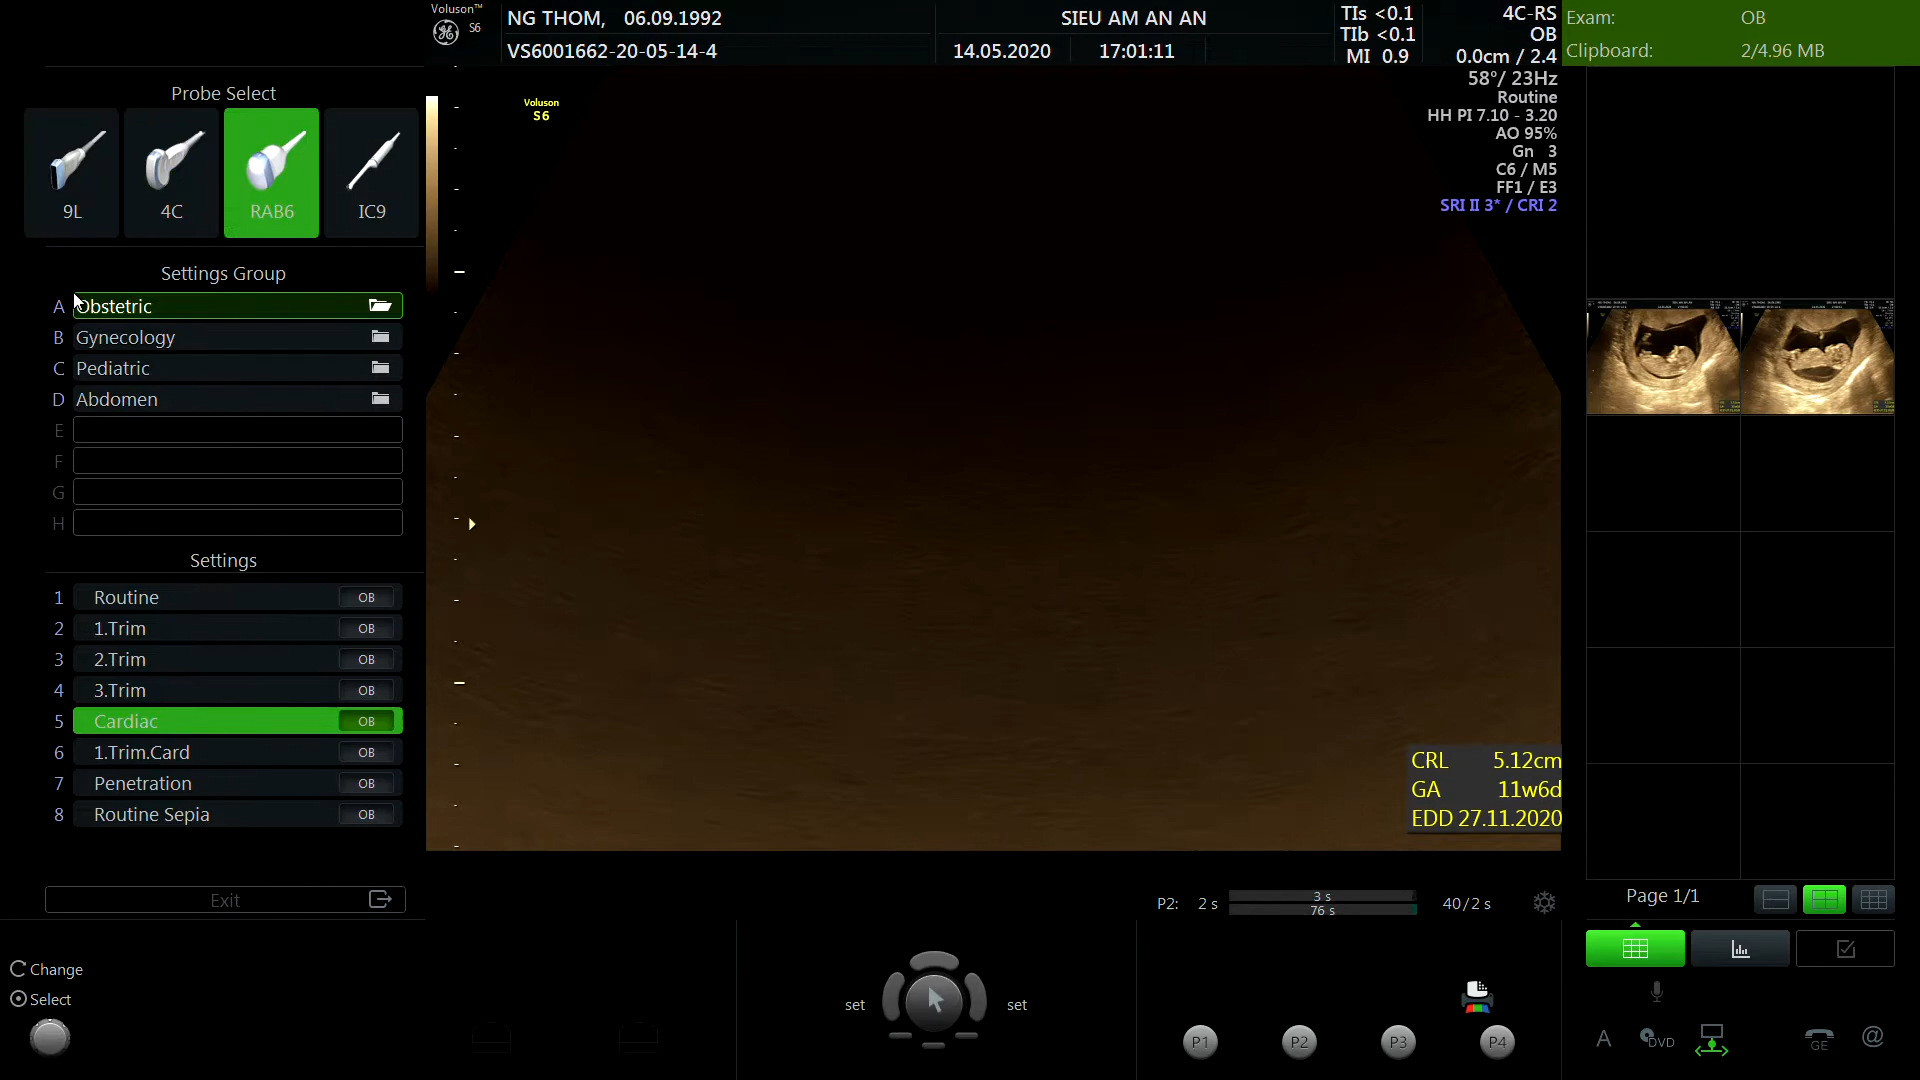 Voluson™
S6
NG THOM, 06.09.1992
VS6001662-20-05-14-4
SIEU AM AN AN
14.05.2020 17:01:11
TIs <0.1
TIb <0.1
MI 0.9
4C-RS
OB
0.0cm / 2.4
Exam: OB
Clipboard: 2/4.96 MB
58°/ 23Hz
Routine
HH PI 7.10 - 3.20
AO 95%
Gn 3
C6 / M5
FF1 / E3
SRI II 3* / CRI 2
Voluson
S6
Probe Select
9L 4C RAB6 IC9
Settings Group
A Obstetric
B Gynecology
C Pediatric
D Abdomen
E
F
G
H
Settings
1 Routine OB
2 1.Trim OB
3 2.Trim OB
4 3.Trim OB
5 Cardiac OB
6 1.Trim.Card OB
7 Penetration OB
8 Routine Sepia OB
Exit
Change
Select
CRL 5.12cm
GA 11w6d
EDD 27.11.2020
P2: 2 s 3 s 40/2 s
76 s
set set
P1 P2 P3 P4
Page 1/1
A DVD GE @